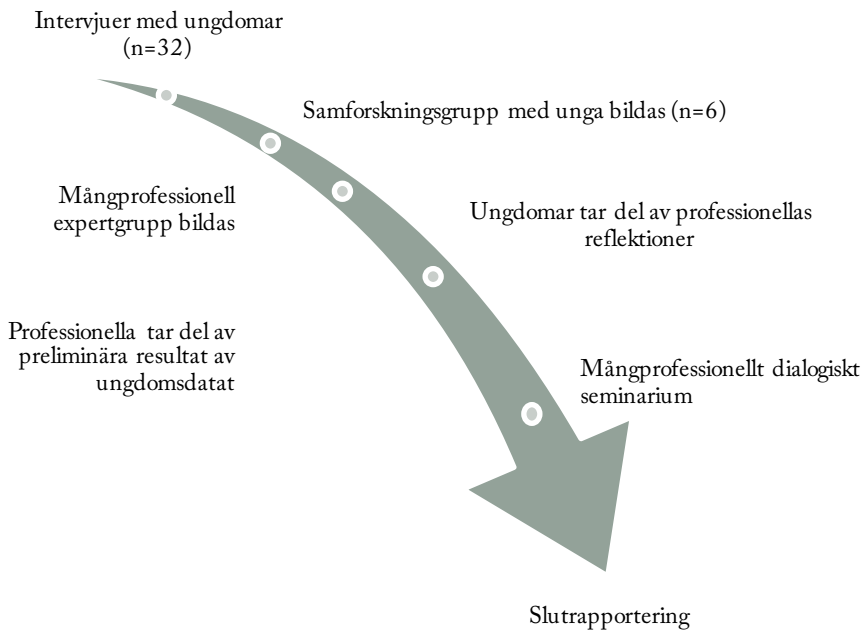 Intervjuer med ungdomar
(n=32)
Samforskningsgrupp med unga bildas (n=6)
Mångprofessionell
expertgrupp bildas
Ungdomar tar del av professionellas
reflektioner
Professionella tar del av
preliminära resultat av
ungdomsdatat
Mångprofessionellt dialogiskt
seminarium
Slutrapportering